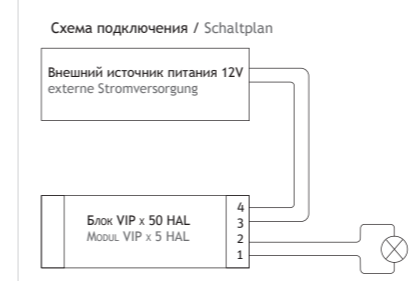 Схема подключения / Schaltplan
Внешний источник питания 12V
externe Stromversorgung
Блок VIP x 50 HAL
Modul VIP x 5 HAL
4
3
2
1